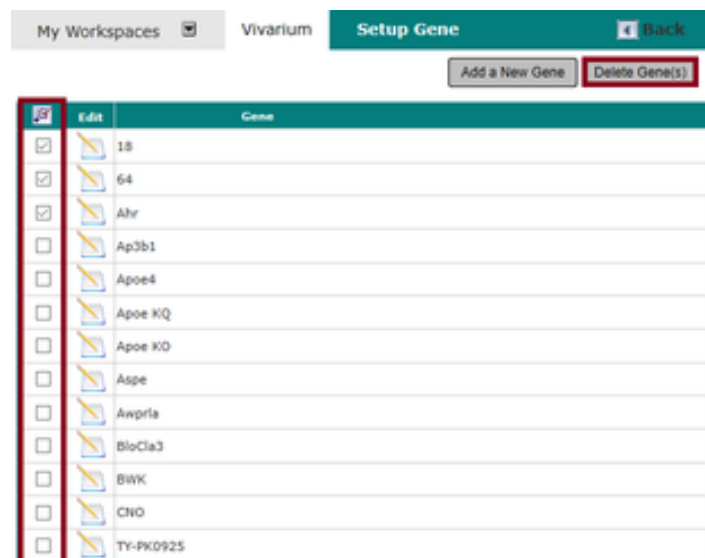 My Workspaces Vivarium Setup Gene Back
Add a New Gene Delete Gene(s)
Edit Gene
18
64
Ahr
Ap3b1
Apoe4
Apoe KQ
Apoe KO
Aspe
Awprla
BloCla3
BWK
CNO
TY-PK0925